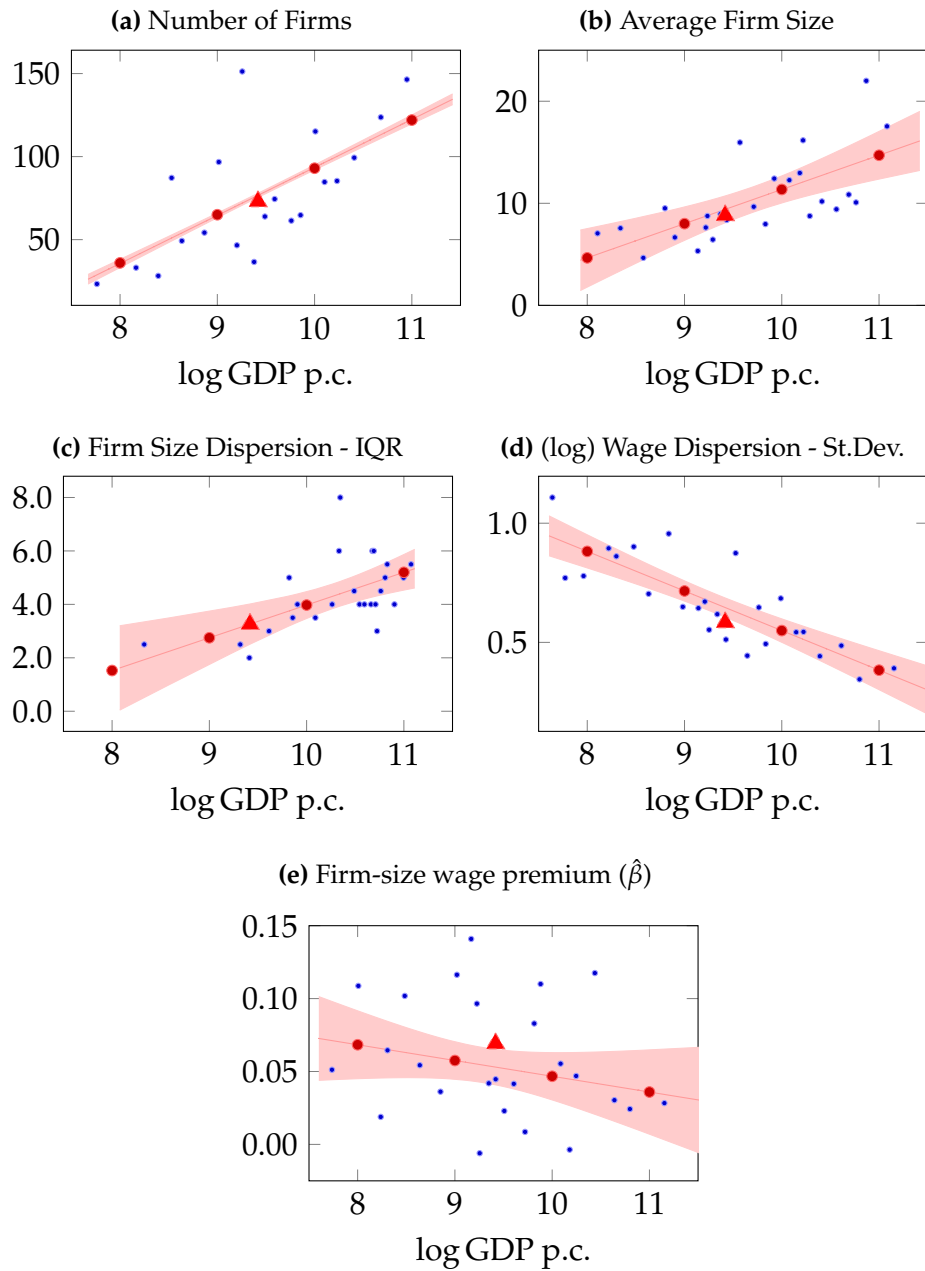 (a) Number of Firms
150
100
50
8 9 10 11
log GDP p.c.
(b) Average Firm Size
20
10
0
8 9 10 11
log GDP p.c.
(c) Firm Size Dispersion - IQR
8.0
6.0
4.0
2.0
0.0
8 9 10 11
log GDP p.c.
(d) (log) Wage Dispersion - St.Dev.
1.0
0.5
8 9 10 11
log GDP p.c.
(e) Firm-size wage premium (β̂)
0.15
0.10
0.05
0.00
8 9 10 11
log GDP p.c.